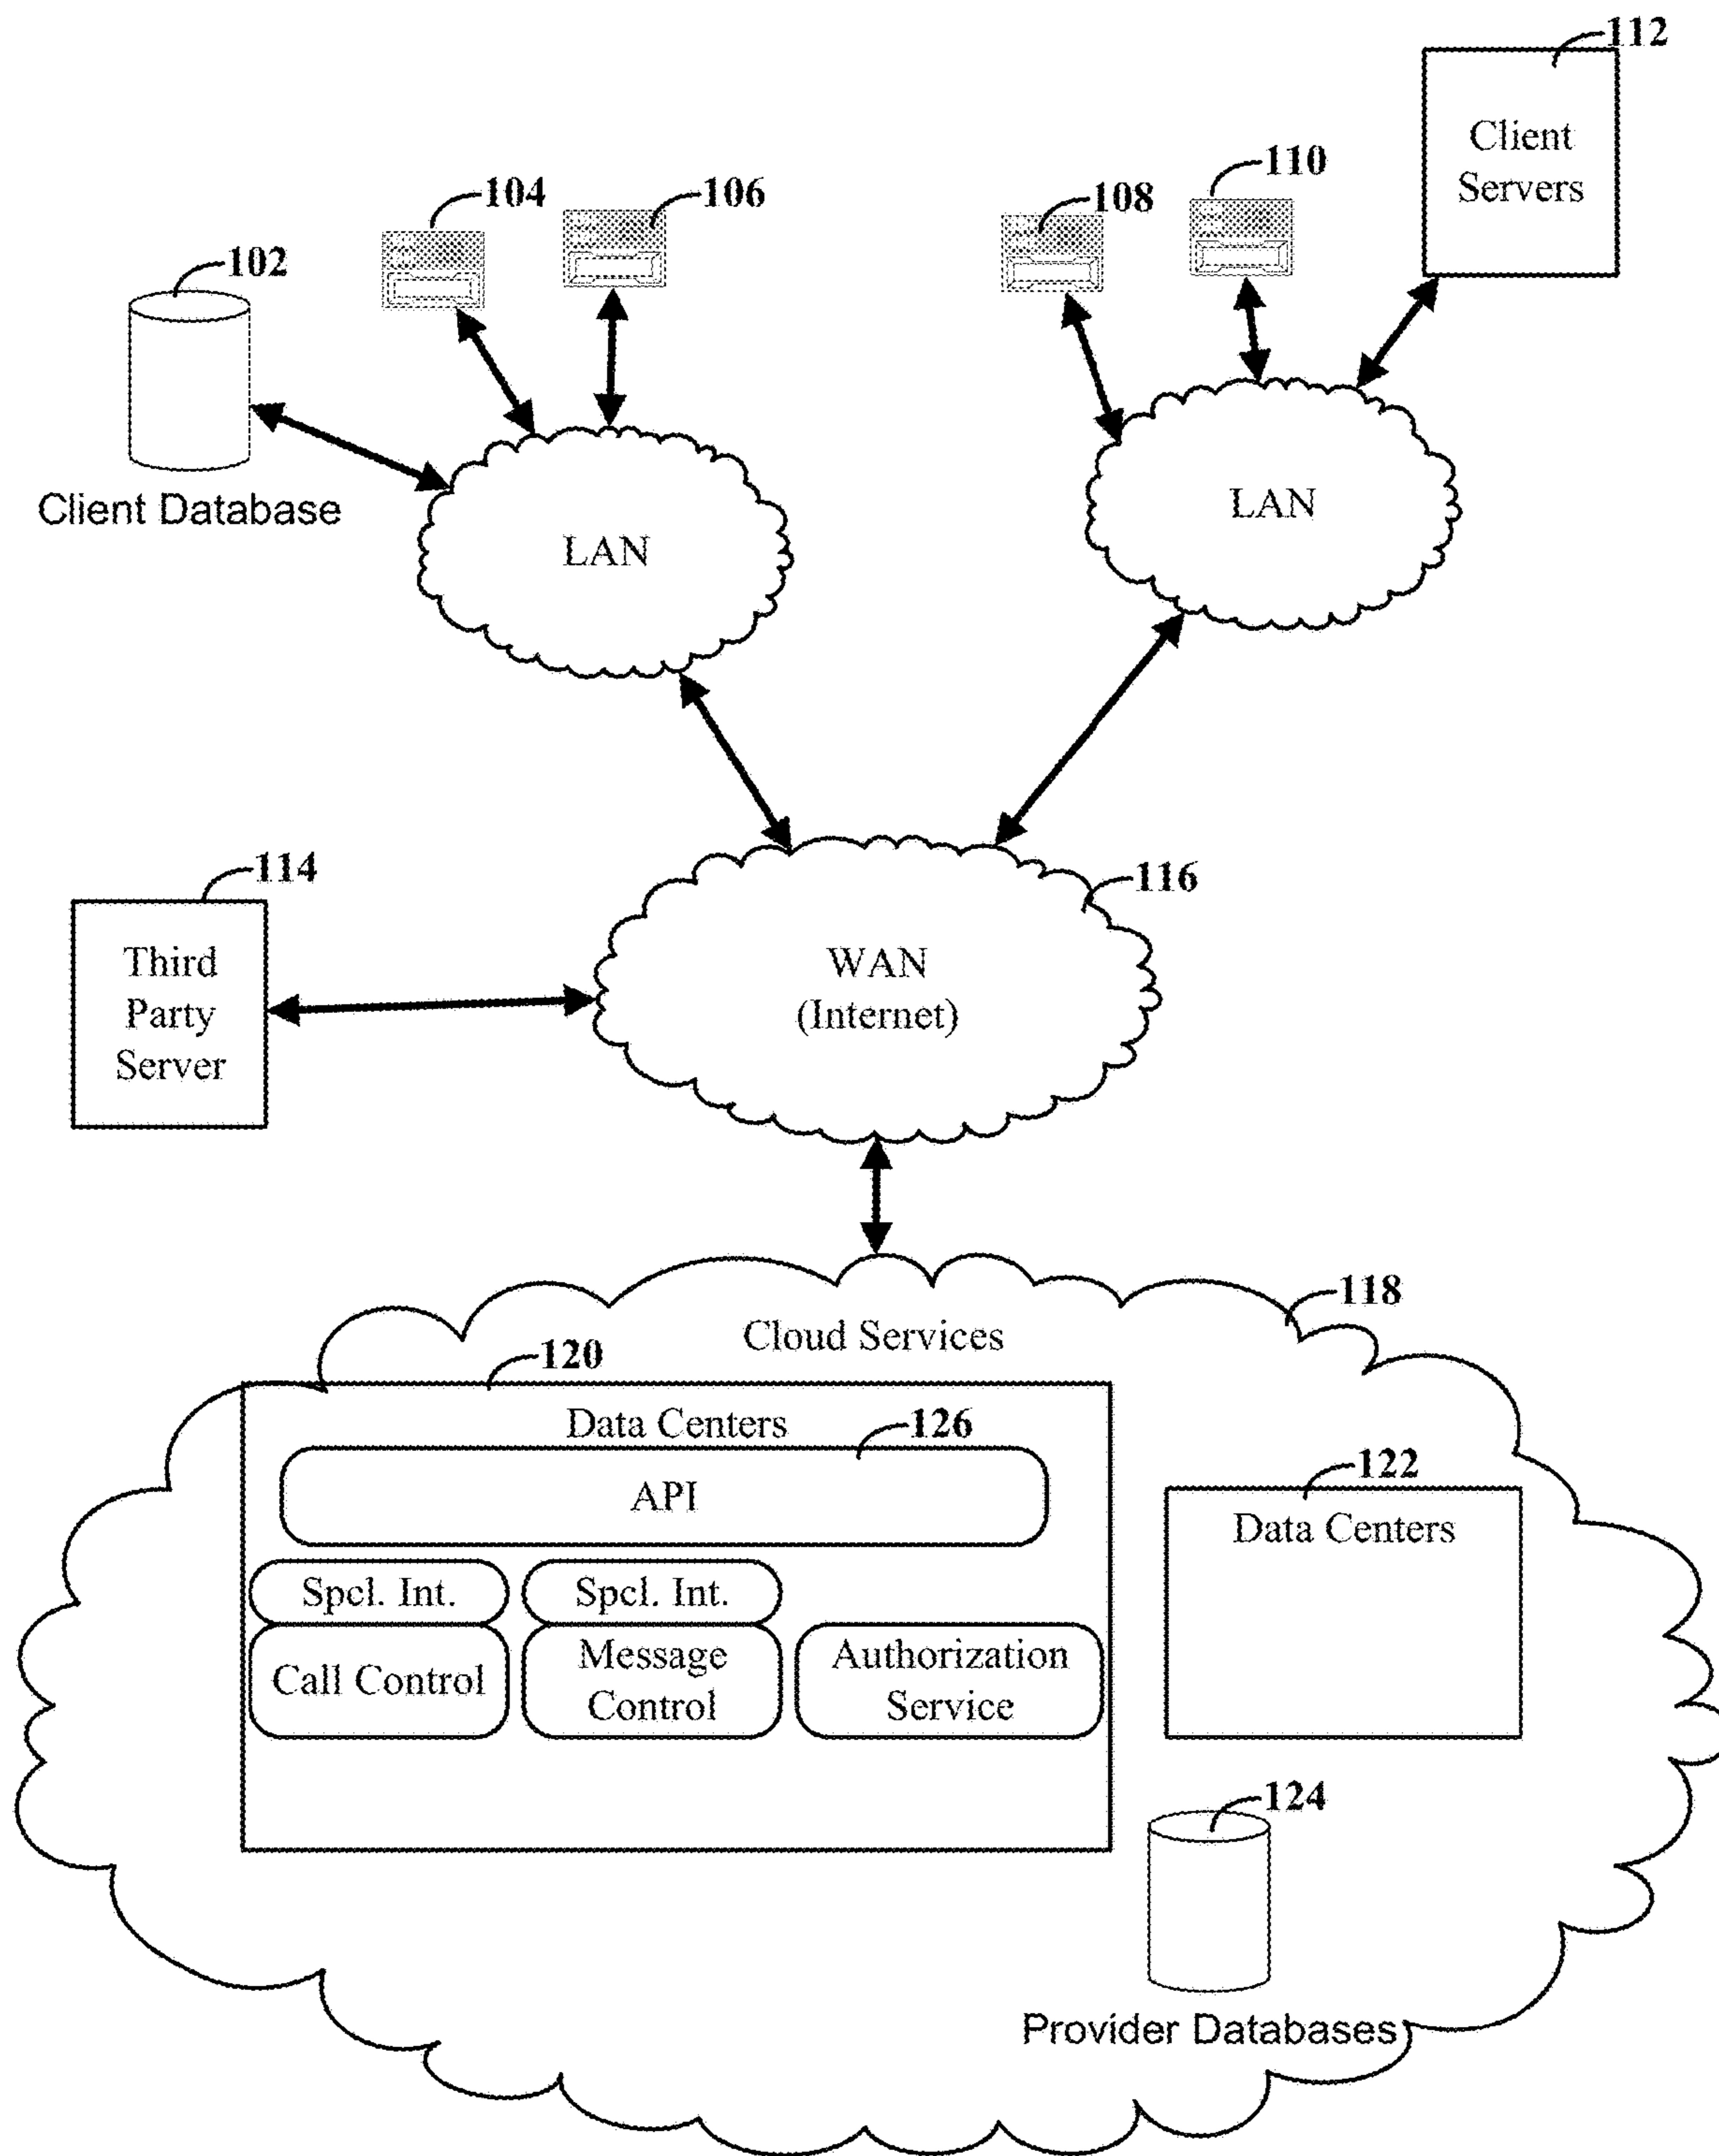 112
Client
Servers
104
106
108
110
102
Client Database
LAN
LAN
114
116
Third
Party
Server
WAN
(Internet)
118
Cloud Services
120
Data Centers
126
API
122
Data Centers
Spcl. Int.
Spcl. Int.
Call Control
Message
Control
Authorization
Service
124
Provider Databases